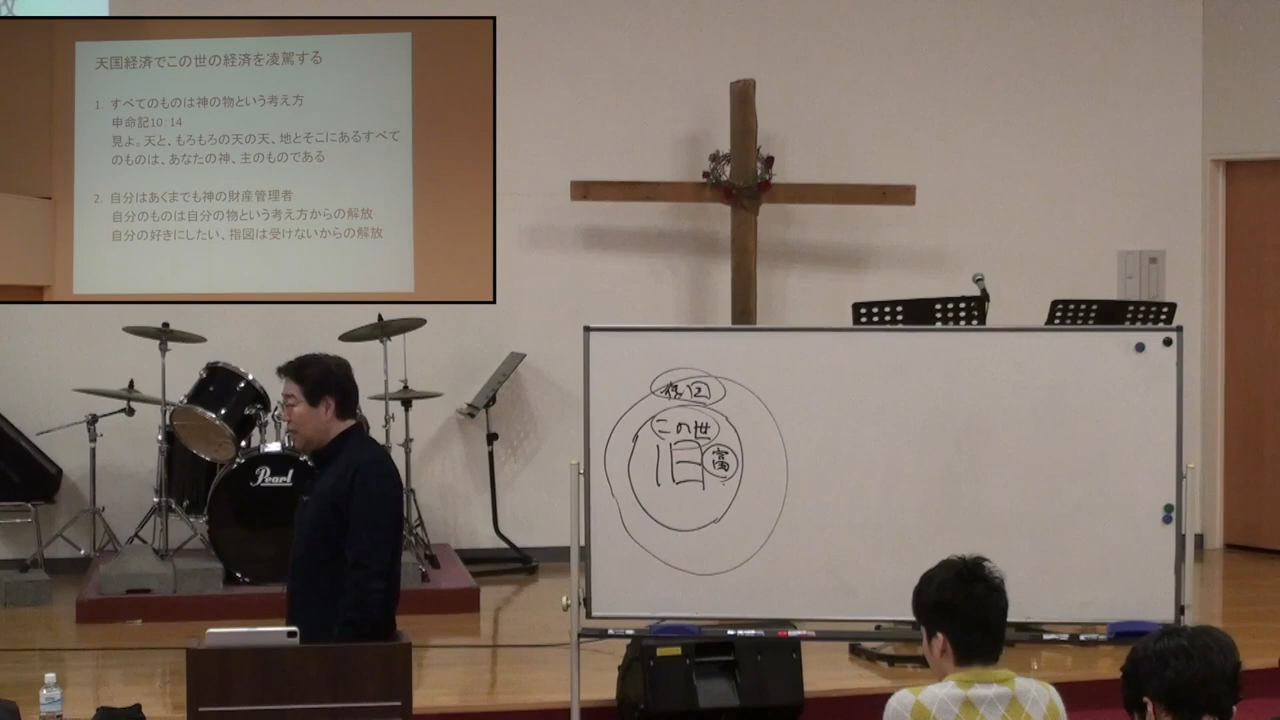 天国経済でこの世の経済を凌駕する
1. すべてのものは神の物という考え方
申命記10:14
見よ。天と、もろもろの天の天、地とそこにあるすべて
のものは、あなたの神、主のものである
2. 自分はあくまでも神の財産管理者
自分のものは自分の物という考え方からの解放
自分の好きにしたい、指図は受けないからの解放
この世
旧
富
Pearl